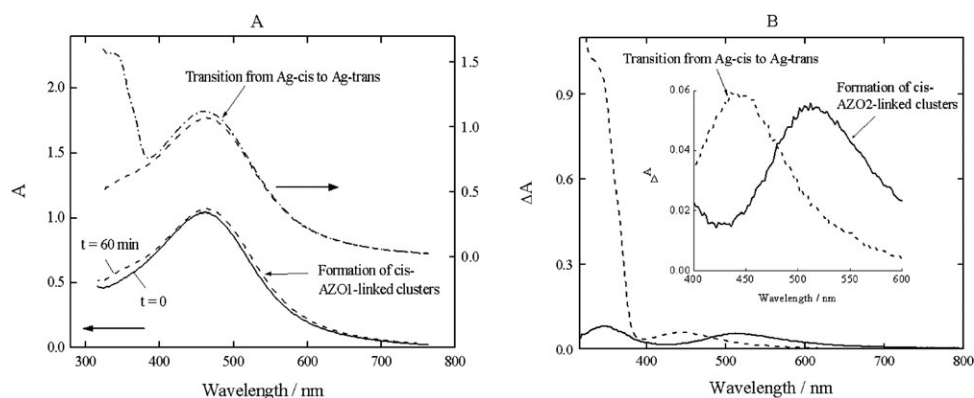 A
2.0
1.5
1.0
0.5
0.0
A
1.5
1.0
0.5
0.0
Transition from Ag-cis to Ag-trans
t = 60 min
t = 0
Formation of cis-
AZO1-linked clusters
300 400 500 600 700 800
Wavelength / nm
B
0.9
0.6
0.3
0.0
ΔA
Transition from Ag-cis to Ag-trans
Formation of cis-
AZO2-linked clusters
0.06
0.04
0.02
0.00
A
Δ
400 450 500 550 600
Wavelength / nm
400 500 600 700 800
Wavelength / nm